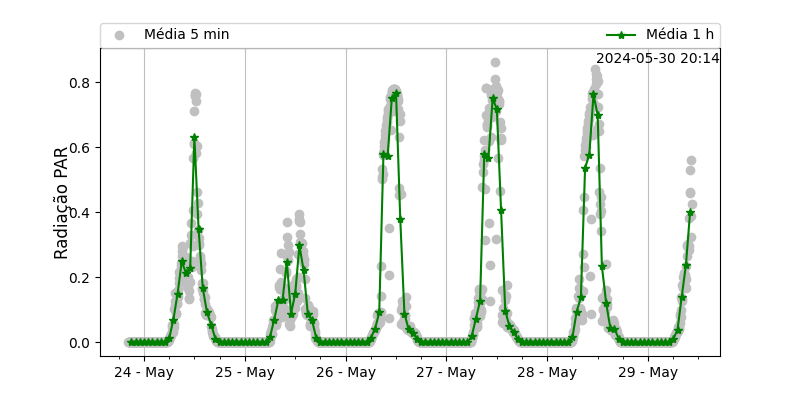 Média 5 min
Média 1 h
2024-05-30 20:14
Radiação PAR
0.8
0.6
0.4
0.2
0.0
24 - May
25 - May
26 - May
27 - May
28 - May
29 - May